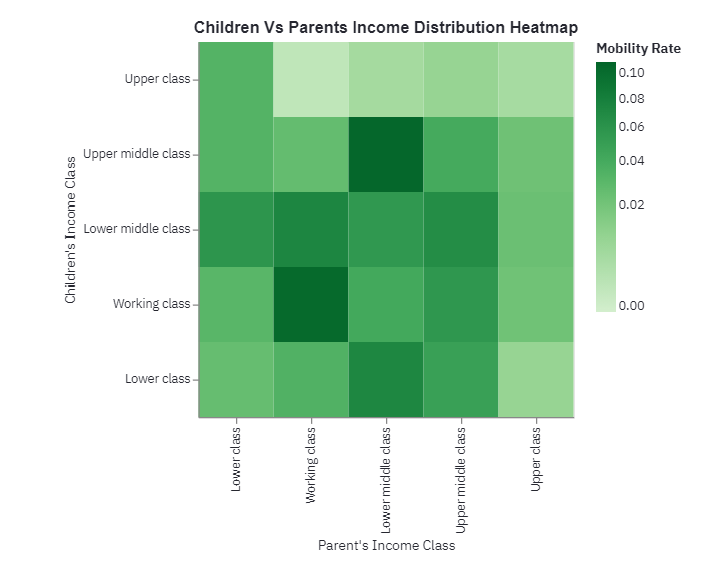 Children Vs Parents Income Distribution Heatmap
Mobility Rate
0.10
0.08
0.06
0.04
0.02
0.00
Children's Income Class
Upper class
Upper middle class
Lower middle class
Working class
Lower class
Lower class
Working class
Lower middle class
Upper middle class
Upper class
Parent's Income Class